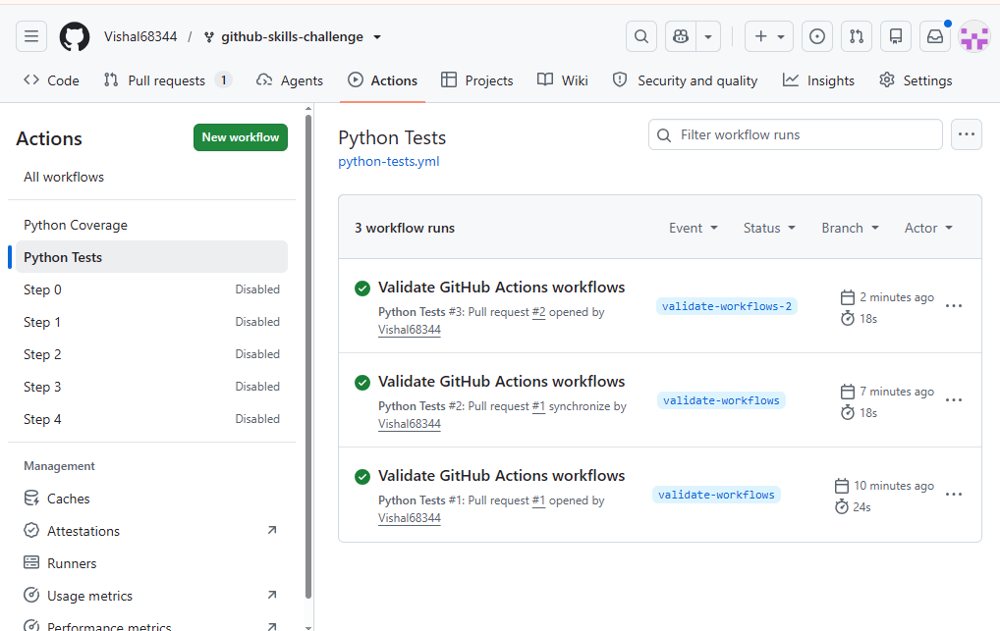 Vishal68344 / github-skills-challenge
Code Pull requests 1 Agents Actions Projects Wiki Security and quality Insights Settings
Actions
New workflow
All workflows
Python Coverage
Python Tests
Step 0 Disabled
Step 1 Disabled
Step 2 Disabled
Step 3 Disabled
Step 4 Disabled
Management
Caches
Attestations
Runners
Usage metrics
Performance metrics
Python Tests
python-tests.yml
Filter workflow runs
3 workflow runs Event Status Branch Actor
Validate GitHub Actions workflows
Python Tests #3: Pull request #2 opened by
Vishal68344
validate-workflows-2
2 minutes ago
18s
Validate GitHub Actions workflows
Python Tests #2: Pull request #1 synchronize by
Vishal68344
validate-workflows
7 minutes ago
18s
Validate GitHub Actions workflows
Python Tests #1: Pull request #1 opened by
Vishal68344
validate-workflows
10 minutes ago
24s